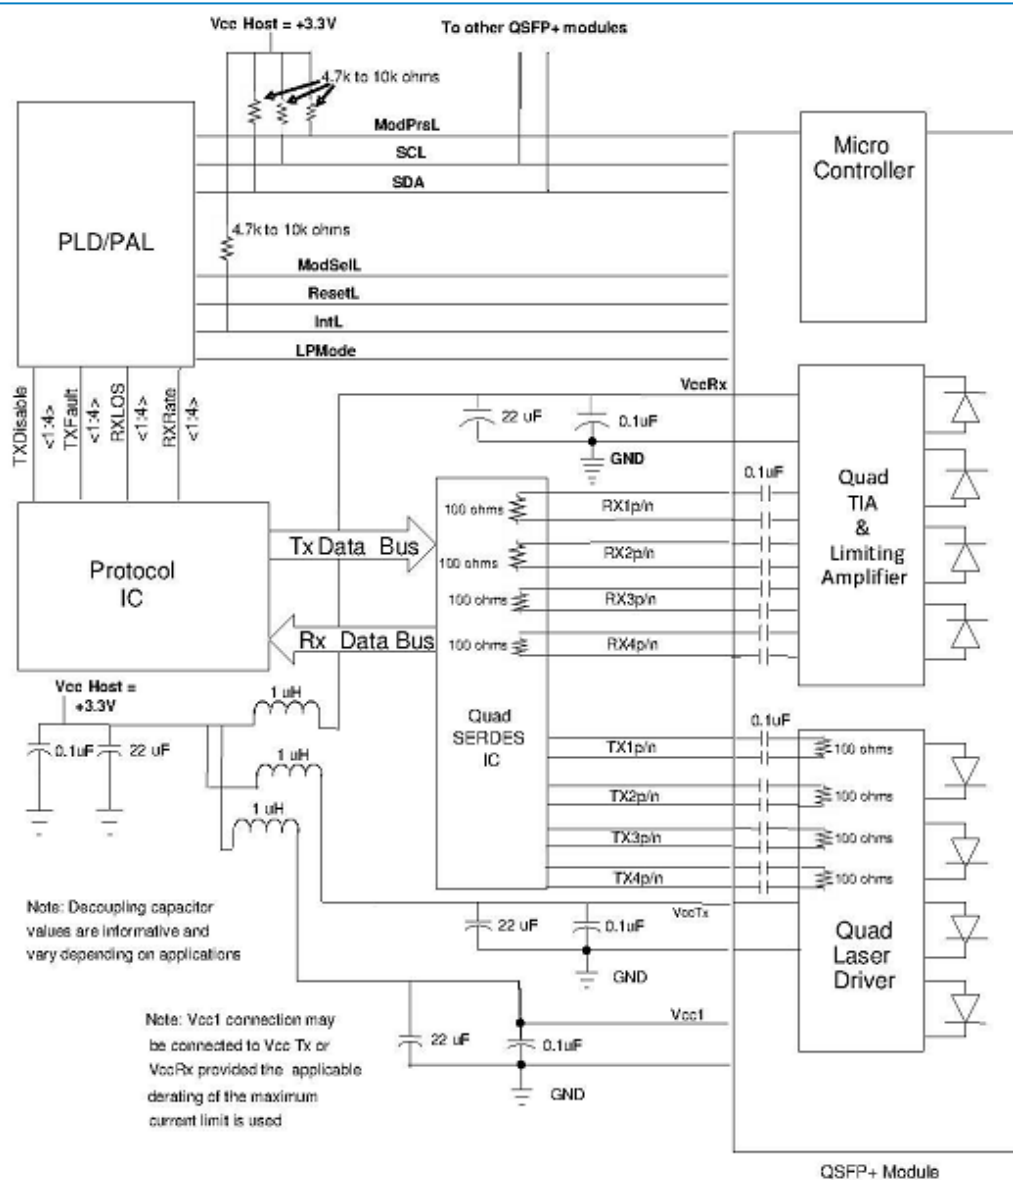 Vcc Host = +3.3V
To other QSFP+ modules
4.7k to 10k ohms
ModPrsL
SCL
SDA
Micro
Controller
PLD/PAL
4.7k to 10k ohms
ModSelL
ResetL
IntL
LPMode
TXDisable
<1:4>
TXFault
<1:4>
RXLOS
<1:4>
RXRate
<1:4>
VccRx
22 uF
0.1uF
GND
0.1uF
Quad
TIA
&
Limiting
Amplifier
100 ohms
RX1p/n
100 ohms
RX2p/n
100 ohms
RX3p/n
100 ohms
RX4p/n
Tx Data Bus
Rx Data Bus
Protocol
IC
Vcc Host =
+3.3V
0.1uF
22 uF
1 uH
1 uH
1 uH
Quad
SERDES
IC
0.1uF
TX1p/n
100 ohms
TX2p/n
100 ohms
TX3p/n
100 ohms
TX4p/n
100 ohms
Quad
Laser
Driver
VccTx
22 uF
0.1uF
GND
Note: Decoupling capacitor
values are informative and
vary depending on applications
Vcc1
22 uF
0.1uF
GND
Note: Vcc1 connection may
be connected to Vcc Tx or
VccRx provided the applicable
derating of the maximum
current limit is used
QSFP+ Module